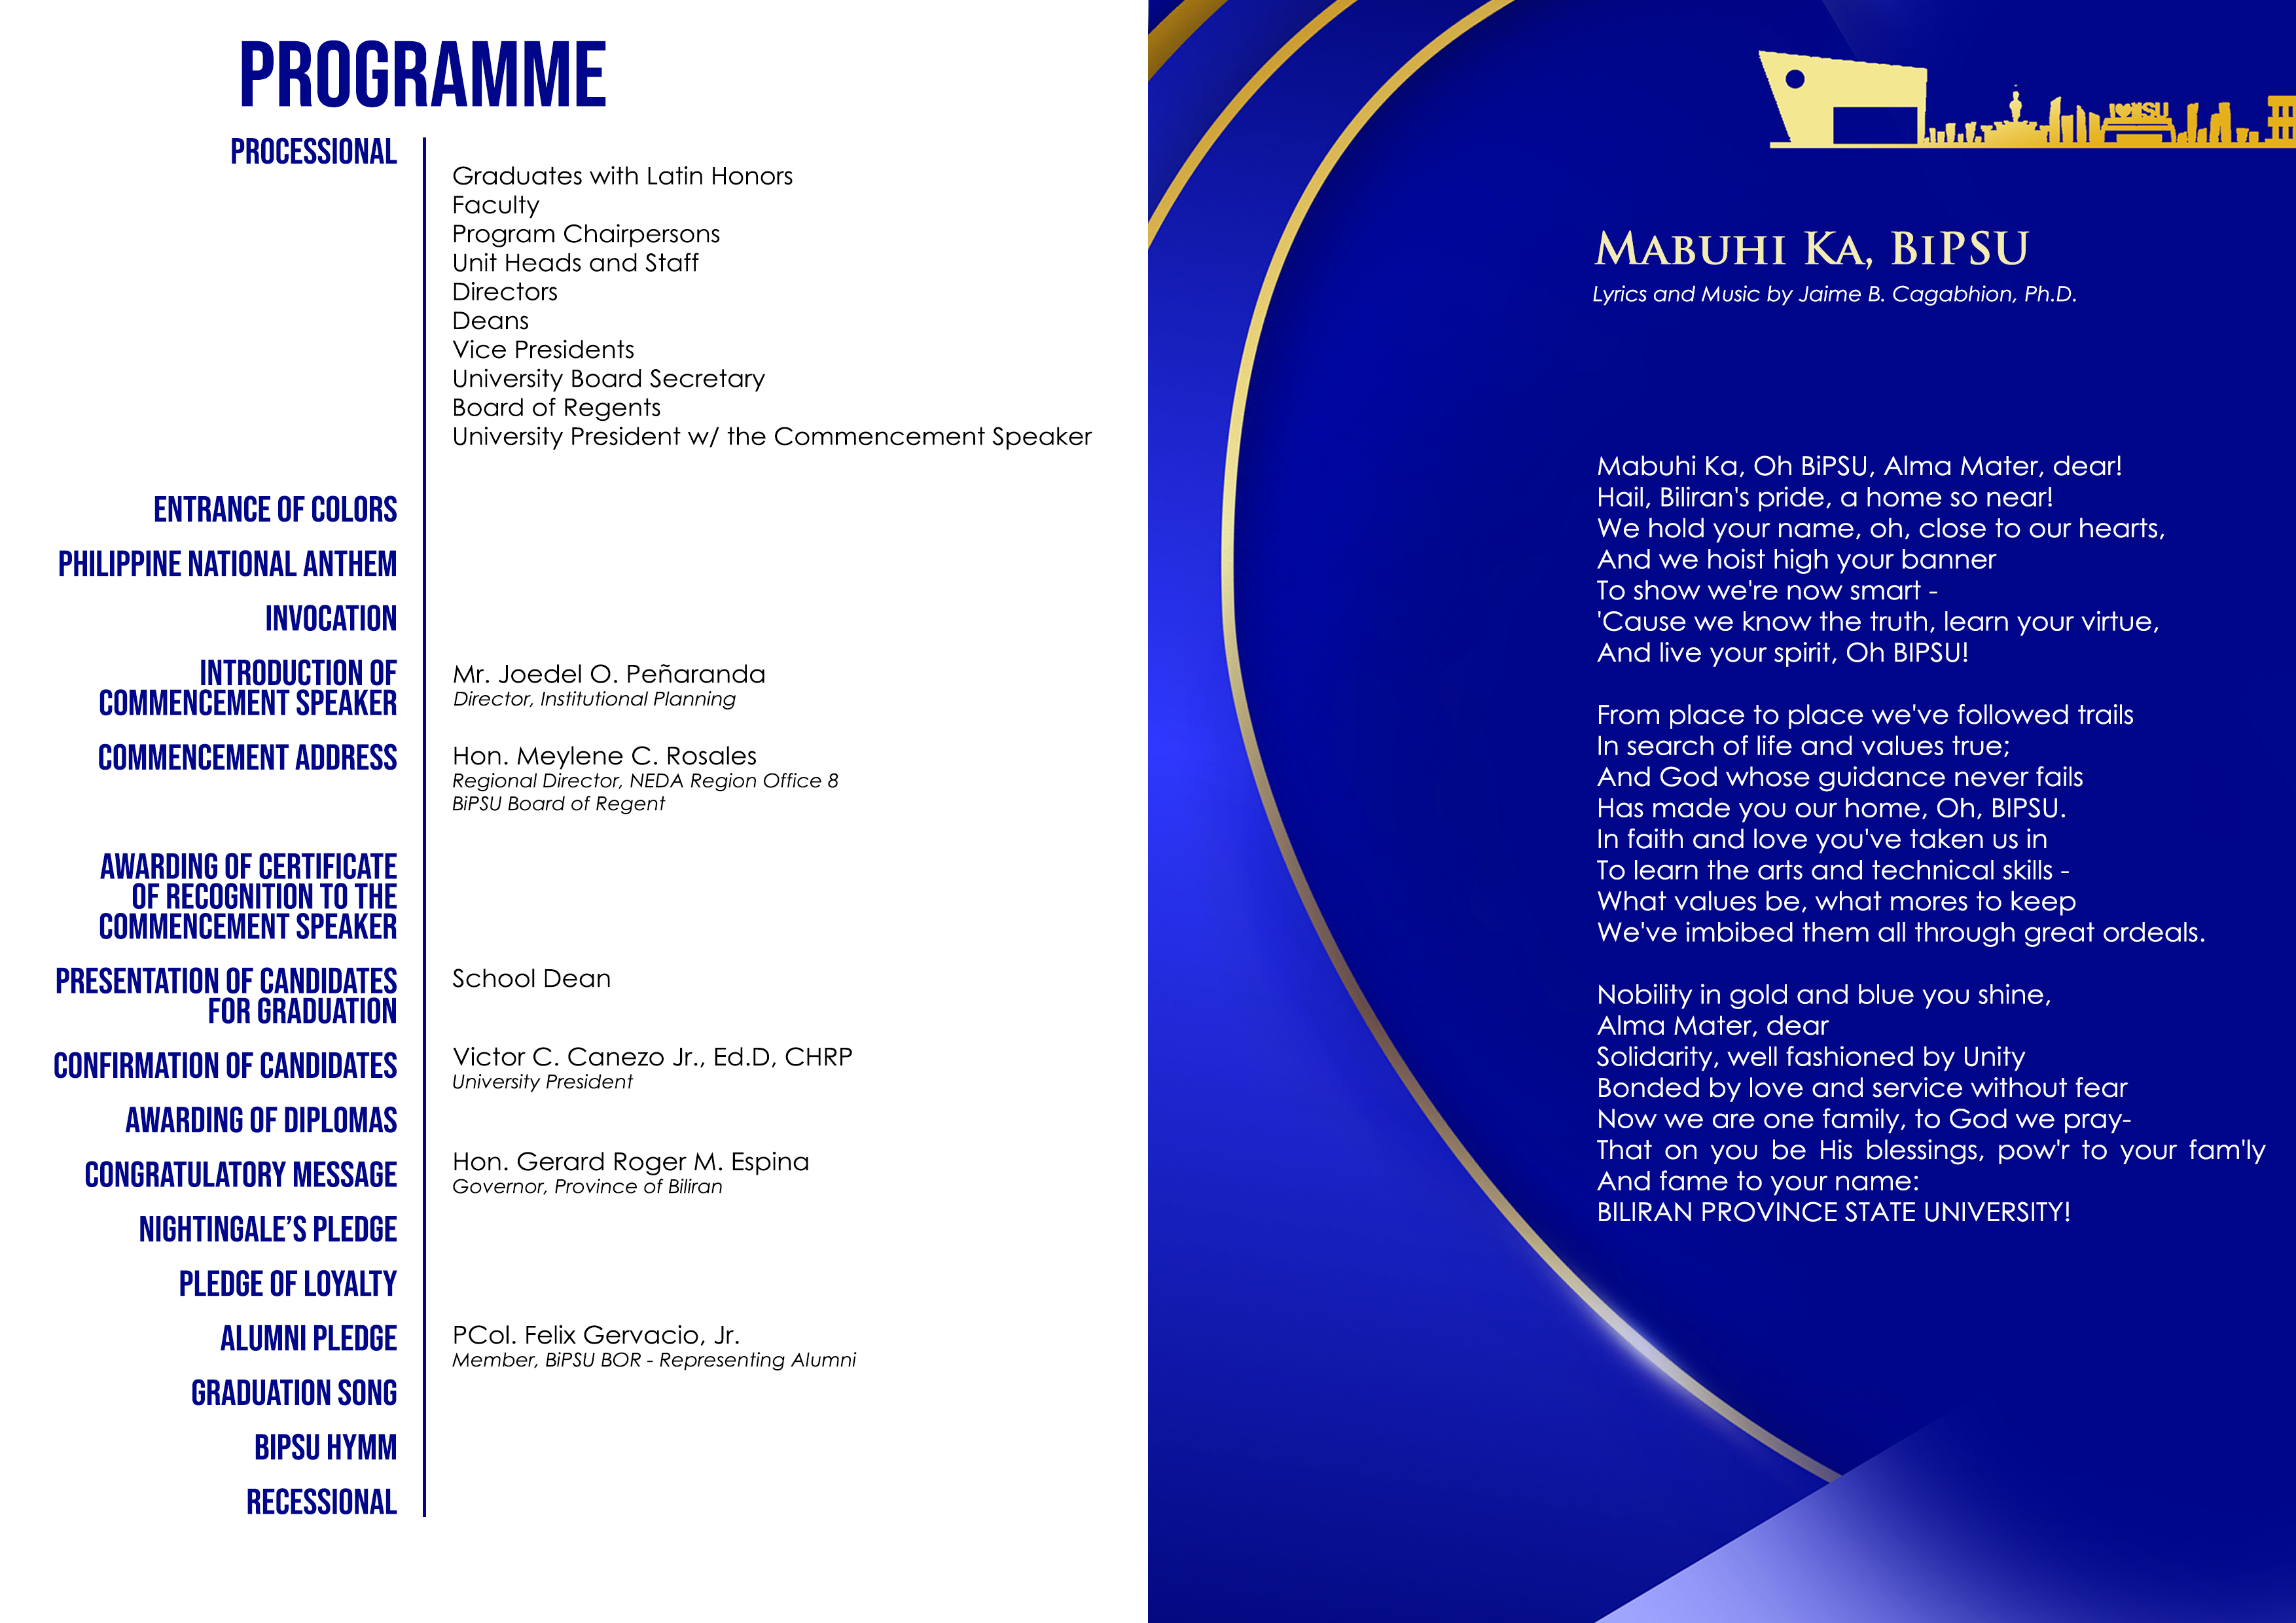 PROGRAMME
PROCESSIONAL
Graduates with Latin Honors
Faculty
Program Chairpersons
Unit Heads and Staff
Directors
Deans
Vice Presidents
University Board Secretary
Board of Regents
University President w/ the Commencement Speaker
ENTRANCE OF COLORS
PHILIPPINE NATIONAL ANTHEM
INVOCATION
INTRODUCTION OF
COMMENCEMENT SPEAKER
Mr. Joedel O. Peñaranda
Director, Institutional Planning
COMMENCEMENT ADDRESS
Hon. Meylene C. Rosales
Regional Director, NEDA Region Office 8
BiPSU Board of Regent
AWARDING OF CERTIFICATE
OF RECOGNITION TO THE
COMMENCEMENT SPEAKER
PRESENTATION OF CANDIDATES
FOR GRADUATION
School Dean
CONFIRMATION OF CANDIDATES
Victor C. Canezo Jr., Ed.D, CHRP
University President
AWARDING OF DIPLOMAS
CONGRATULATORY MESSAGE
Hon. Gerard Roger M. Espina
Governor, Province of Biliran
NIGHTINGALE’S PLEDGE
PLEDGE OF LOYALTY
ALUMNI PLEDGE
PCol. Felix Gervacio, Jr.
Member, BiPSU BOR - Representing Alumni
GRADUATION SONG
BIPSU HYMM
RECESSIONAL
MABUHI KA, BIPSU
Lyrics and Music by Jaime B. Cagabhion, Ph.D.
Mabuhi Ka, Oh BiPSU, Alma Mater, dear!
Hail, Biliran's pride, a home so near!
We hold your name, oh, close to our hearts,
And we hoist high your banner
To show we're now smart -
'Cause we know the truth, learn your virtue,
And live your spirit, Oh BIPSU!
From place to place we've followed trails
In search of life and values true;
And God whose guidance never fails
Has made you our home, Oh, BIPSU.
In faith and love you've taken us in
To learn the arts and technical skills -
What values be, what mores to keep
We've imbibed them all through great ordeals.
Nobility in gold and blue you shine,
Alma Mater, dear
Solidarity, well fashioned by Unity
Bonded by love and service without fear
Now we are one family, to God we pray-
That on you be His blessings, pow'r to your fam'ly
And fame to your name:
BILIRAN PROVINCE STATE UNIVERSITY!